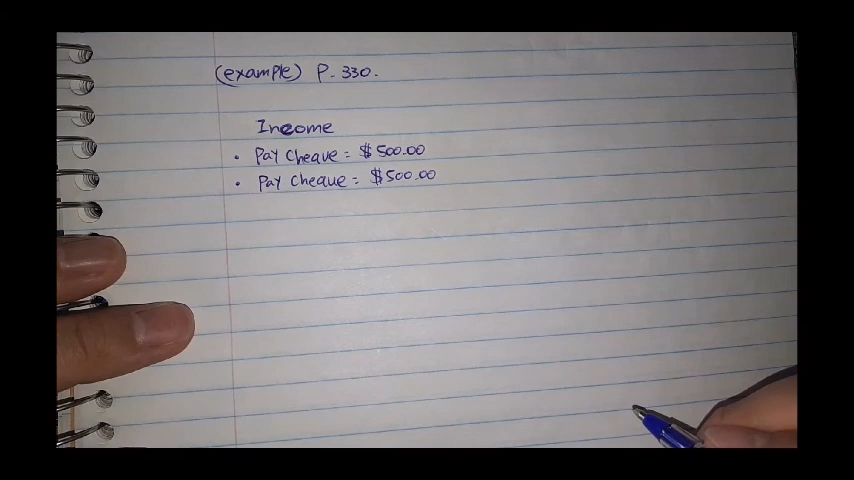 (example) P. 330.
Income
• Pay Cheque = $500.00
• Pay Cheque = $500.00